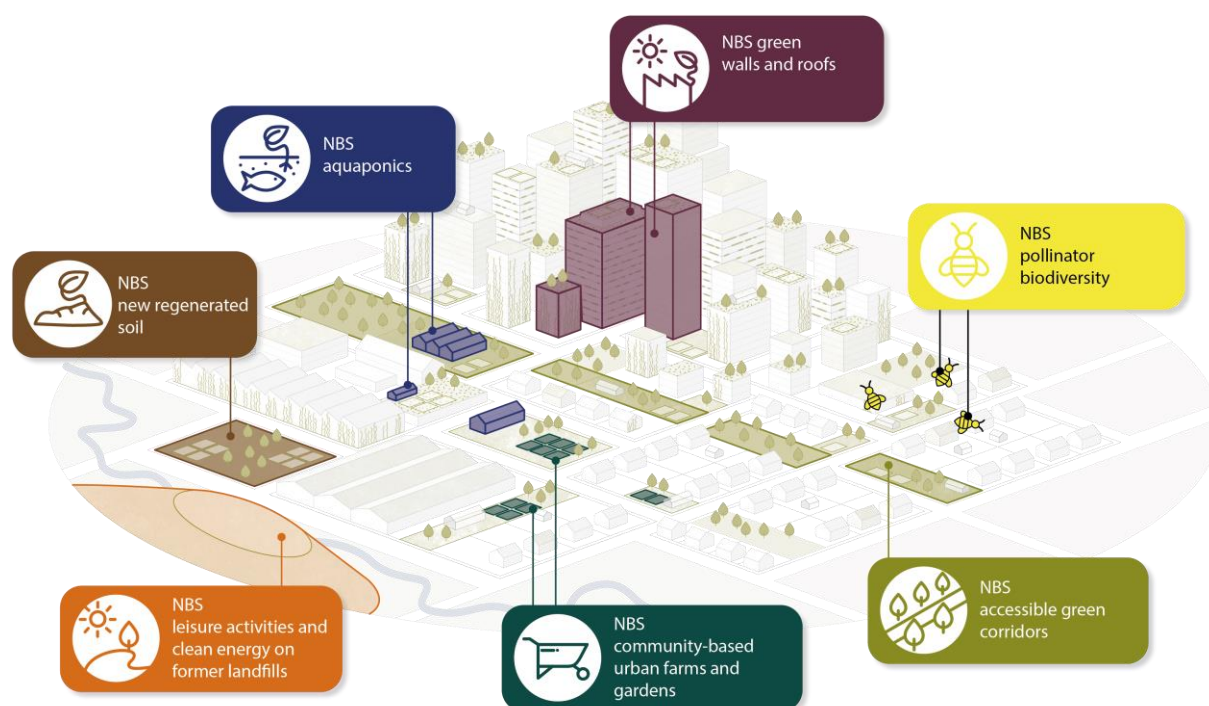 NBS green
walls and roofs
NBS
aquaponics
NBS
pollinator
biodiversity
NBS
new regenerated
soil
NBS
leisure activities and
clean energy on
former landfills
NBS
community-based
urban farms and
gardens
NBS
accessible green
corridors